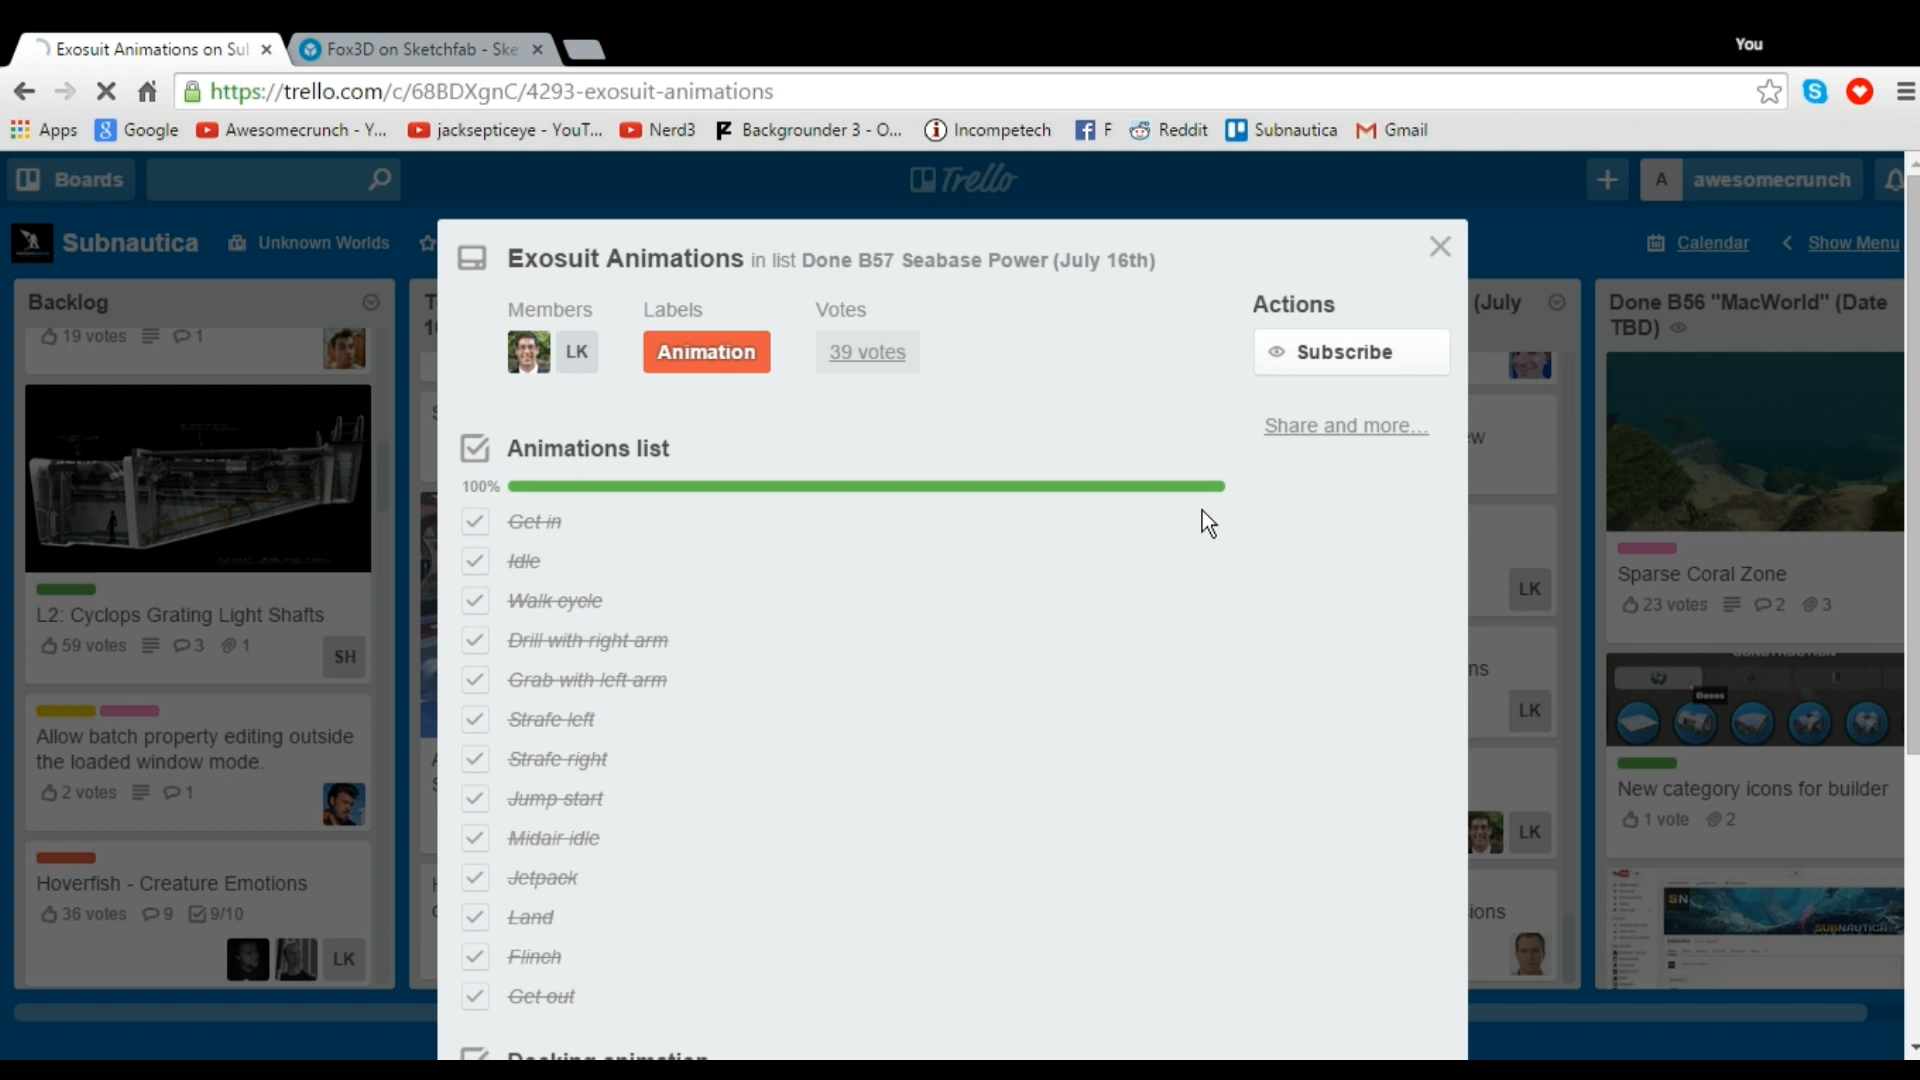 Exosuit Animations on Sul
Fox3D on Sketchfab - Ske
You
https://trello.com/c/68BDXgnC/4293-exosuit-animations
Apps
Google
Awesomecrunch - Y...
jacksepticeye - YouT...
Nerd3
Backgrounder 3 - O...
Incompetech
F
Reddit
Subnautica
Gmail
Boards
Trello
A awesomecrunch
Subnautica
Unknown Worlds
Calendar
Show Menu
Backlog
19 votes 1
L2: Cyclops Grating Light Shafts
59 votes 3 1
SH
Allow batch property editing outside
the loaded window mode.
2 votes 1
Hoverfish - Creature Emotions
36 votes 9 9/10
LK
Exosuit Animations in list Done B57 Seabase Power (July 16th)
Members
Labels
Votes
LK
Animation
39 votes
Actions
Subscribe
Share and more...
Animations list
100%
Get in
Idle
Walk cycle
Drill with right arm
Grab with left arm
Strafe left
Strafe right
Jump start
Midair idle
Jetpack
Land
Flinch
Get out
Docking animation
(July
LK
LK
LK
Done B56 "MacWorld" (Date
TBD)
Sparse Coral Zone
23 votes 2 3
Bases
New category icons for builder
1 vote 2
SN
SUBNAUTICA